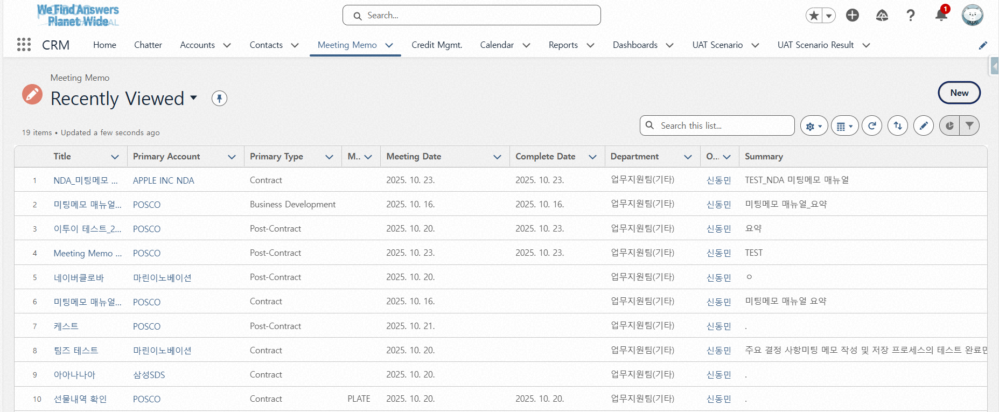 We Find Answers
Planet Wide
Search...
1
CRM Home Chatter Accounts Contacts Meeting Memo Credit Mgmt. Calendar Reports Dashboards UAT Scenario UAT Scenario Result
Meeting Memo
Recently Viewed
New
19 items • Updated a few seconds ago
Search this list...
Title Primary Account Primary Type M.. Meeting Date Complete Date Department O... Summary
1 NDA_미팅메모 ... APPLE INC NDA Contract 2025. 10. 23. 2025. 10. 23. 업무지원팀(기타) 신동민 TEST_NDA 미팅메모 매뉴얼
2 미팅메모 매뉴얼... POSCO Business Development 2025. 10. 16. 2025. 10. 16. 업무지원팀(기타) 신동민 미팅메모 매뉴얼_요약
3 이투이 테스트_2... POSCO Post-Contract 2025. 10. 20. 2025. 10. 23. 업무지원팀(기타) 신동민 요약
4 Meeting Memo ... POSCO Post-Contract 2025. 10. 23. 2025. 10. 23. 업무지원팀(기타) 신동민 TEST
5 네이버클로바 마린이노베이션 Post-Contract 2025. 10. 20. 업무지원팀(기타) 신동민 ㅇ
6 미팅메모 매뉴얼... POSCO Contract 2025. 10. 16. 업무지원팀(기타) 신동민 미팅메모 매뉴얼 요약
7 케스트 POSCO Post-Contract 2025. 10. 21. 업무지원팀(기타) 신동민 .
8 팀즈 테스트 마린이노베이션 Contract 2025. 10. 20. 업무지원팀(기타) 신동민 주요 결정 사항미팅 메모 작성 및 저장 프로세스의 테스트 완료
9 아아나나아 삼성SDS Contract 2025. 10. 20. 업무지원팀(기타) 신동민 .
10 선물내역 확인 POSCO Contract PLATE 2025. 10. 20. 2025. 10. 20. 업무지원팀(기타) 신동민 .